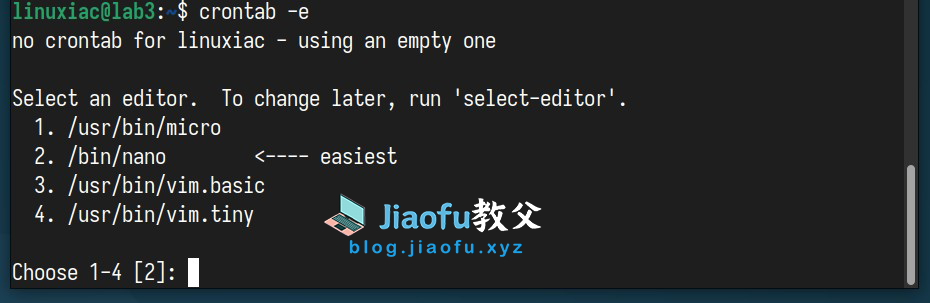 linuxiac@lab3:~$ crontab -e
no crontab for linuxiac - using an empty one
Select an editor.  To change later, run 'select-editor'.
  1. /usr/bin/micro
  2. /bin/nano        <---- easiest
  3. /usr/bin/vim.basic
  4. /usr/bin/vim.tiny
Jiaofu教父
blog.jiaofu.xyz
Choose 1-4 [2]: